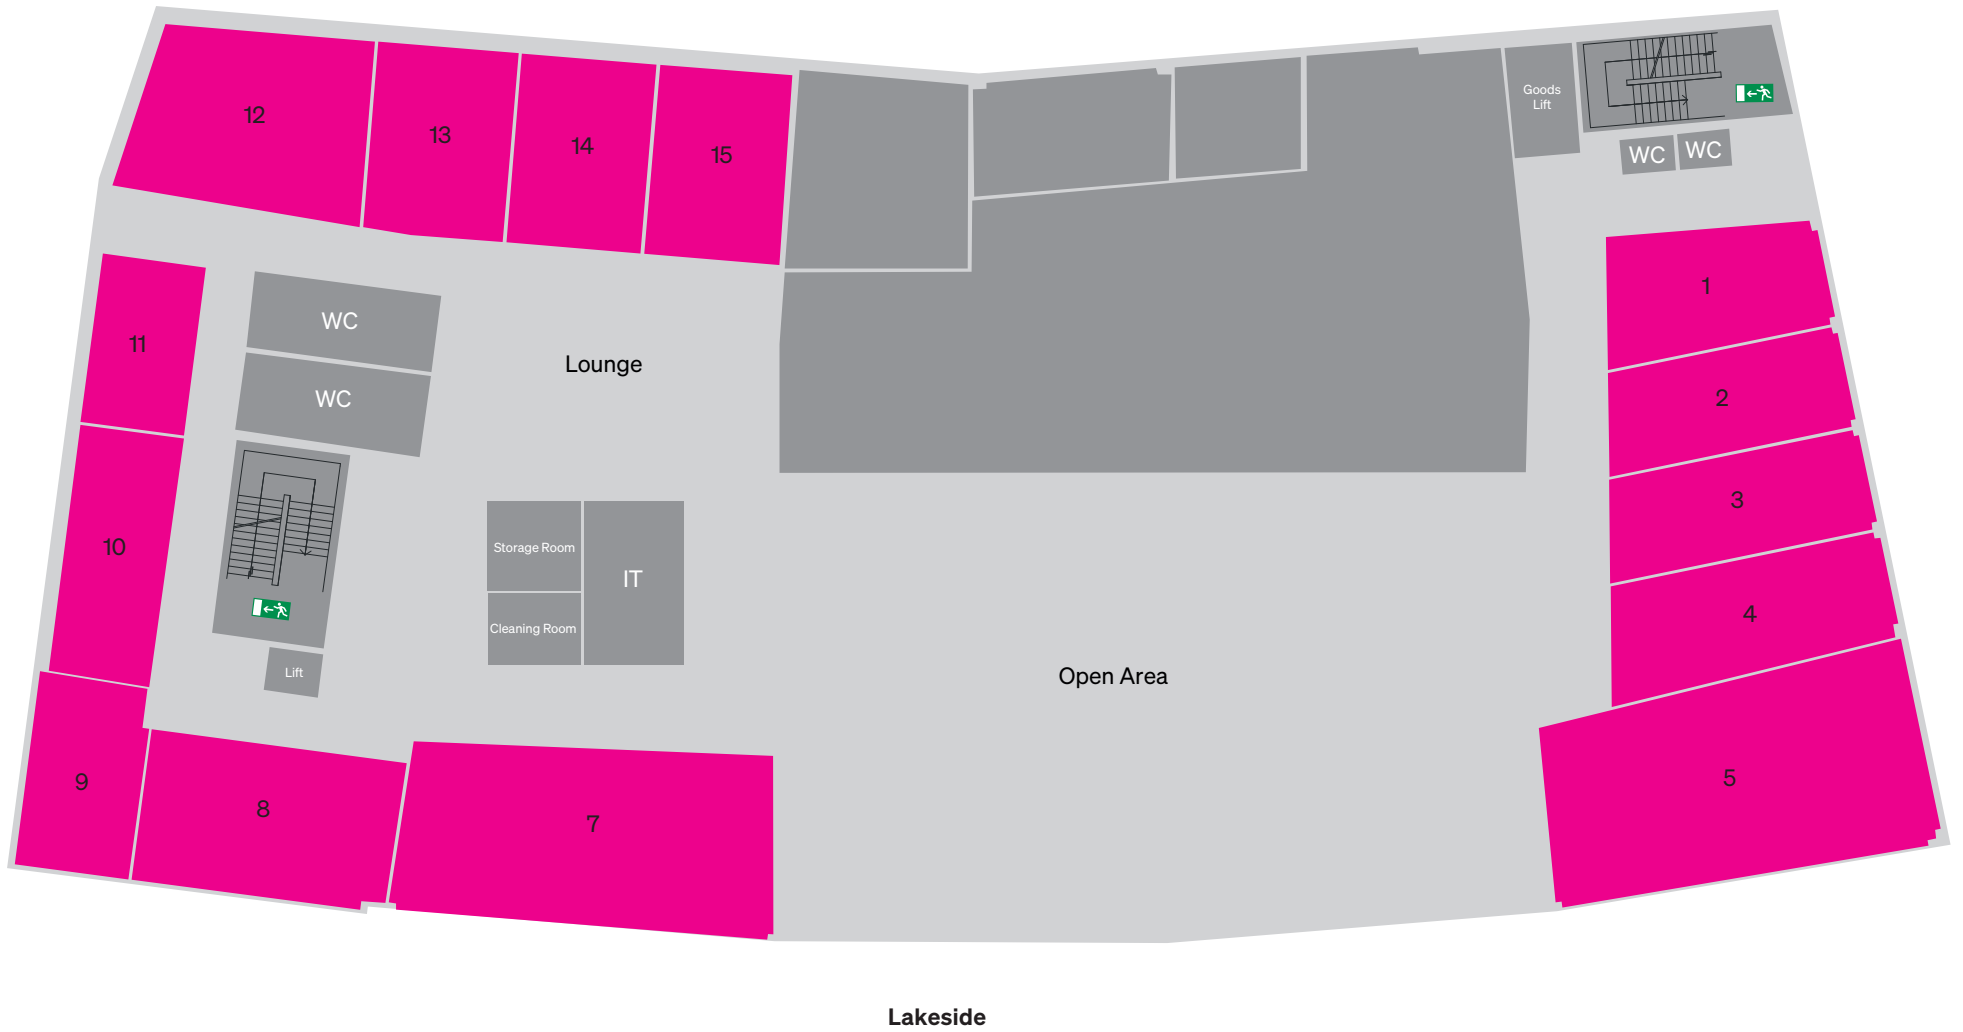 12
13
14
15
Goods
Lift
WC
WC
11
WC
WC
Lounge
1
2
3
4
5
10
Storage Room
IT
Cleaning Room
Lift
Open Area
9
8
7
Lakeside